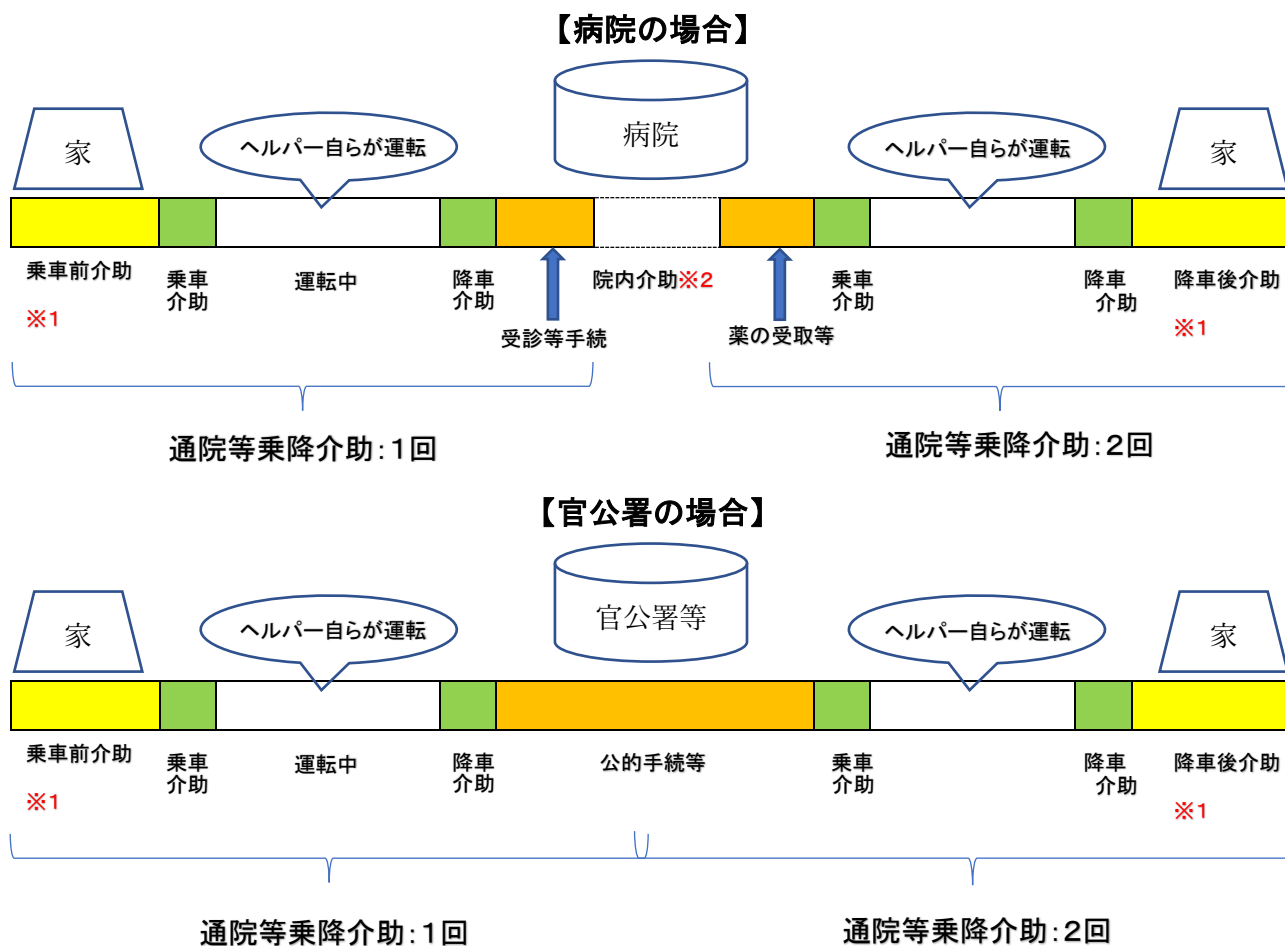 【病院の場合】
家
ヘルパー自らが運転
病院
ヘルパー自らが運転
家
乗車前介助
※1
乗車
介助
運転中
降車
介助
受診等手続
院内介助※2
薬の受取等
乗車
介助
降車
介助
降車後介助
※1
通院等乗降介助：1回
通院等乗降介助：2回
【官公署の場合】
家
ヘルパー自らが運転
官公署等
ヘルパー自らが運転
家
乗車前介助
※1
乗車
介助
運転中
降車
介助
公的手続等
乗車
介助
降車
介助
降車後介助
※1
通院等乗降介助：1回
通院等乗降介助：2回